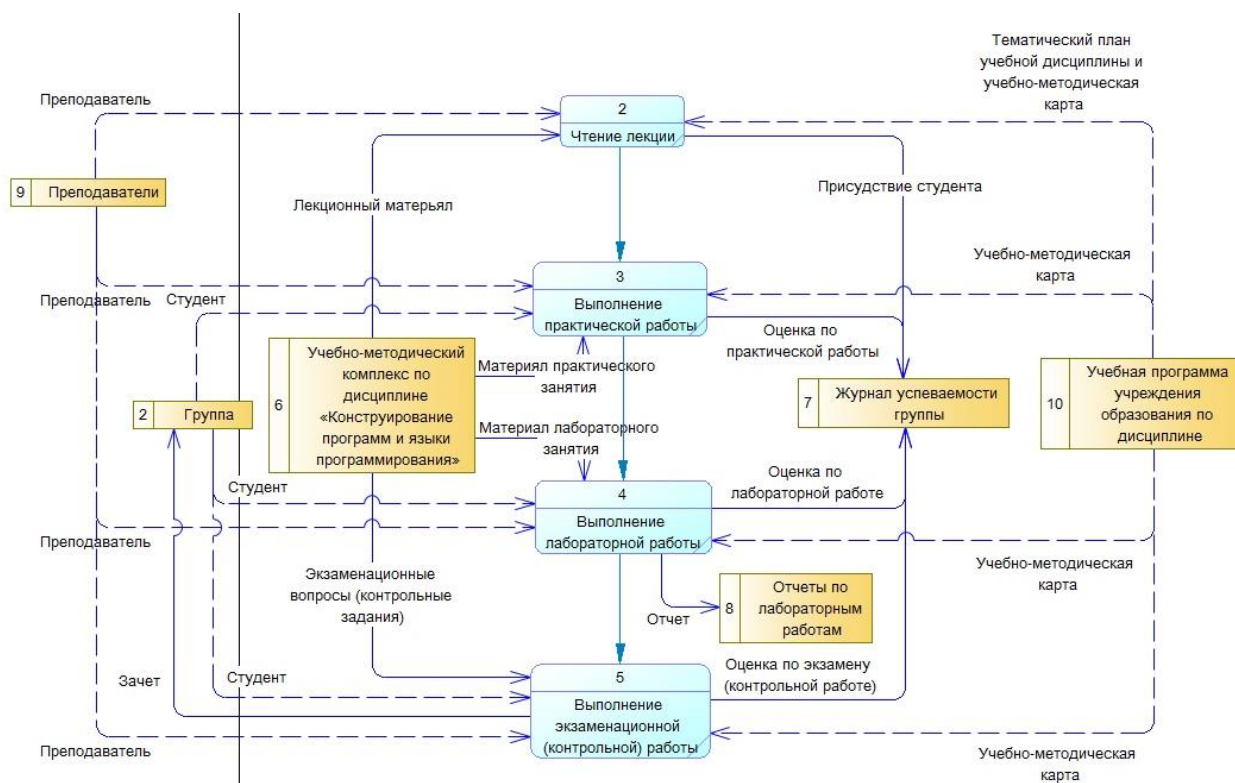 Тематический план
учебной дисциплины и
учебно-методическая
карта
Преподаватель
2
Чтение лекции
9 Преподаватели
Присудствие студента
Лекционный матерьял
Учебно-методическая
карта
3
Преподаватель
Студент
Выполнение
практической работы
Оценка по
практической работы
6
Учебно-методический
комплекс по
дисциплине
«Конструирование
программ и языки
программирования»
Материял практического
занятия
2 Группа
7
Журнал успеваемости
группы
10
Учебная программа
учреждения
образования по
дисциплине
Материал лабораторного
занятия
Студент
4
Выполнение
лабораторной работы
Оценка по
лабораторной работе
Преподаватель
Учебно-методическая
карта
Экзаменационные
вопросы (контрольные
задания)
Отчет
8
Отчеты по
лабораторным
работам
Зачет
Студент
5
Выполнение
экзаменационной
(контрольной) работы
Оценка по экзамену
(контрольной работе)
Преподаватель
Учебно-методическая
карта